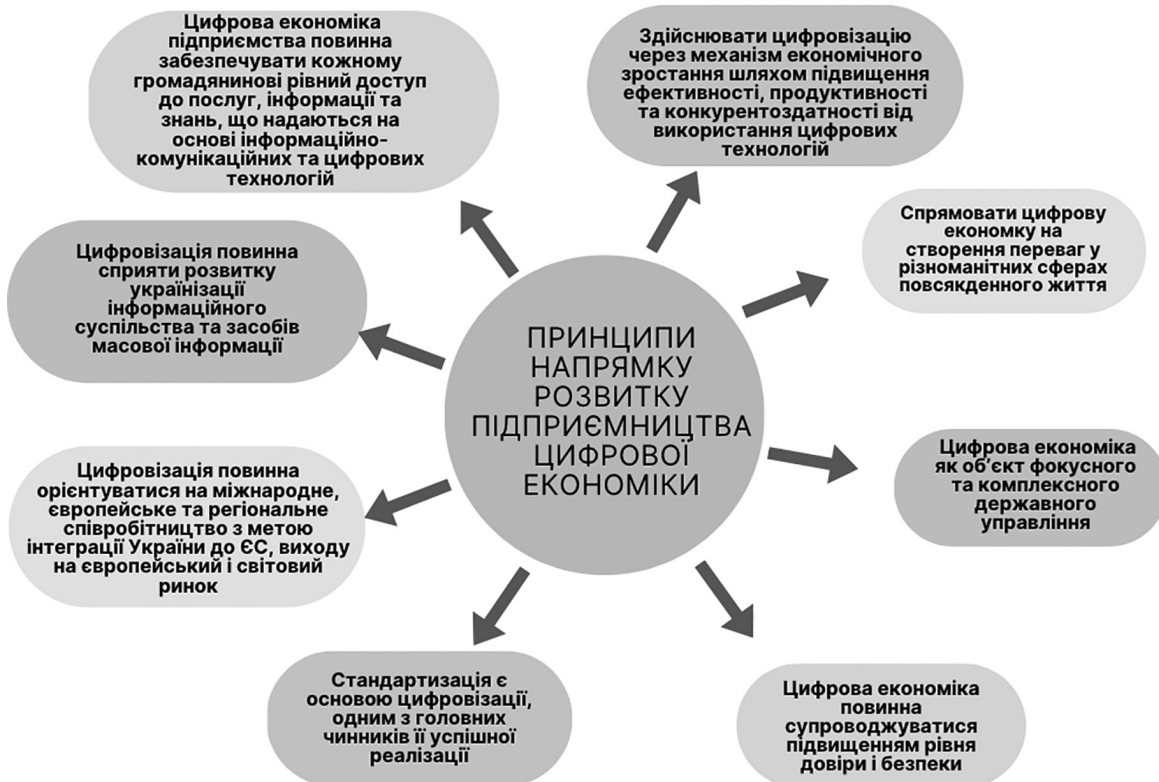 Цифрова економіка
підприємства повинна
забезпечувати кожному
громадянинові рівний доступ
до послуг, інформації та
знань, що надаються на
основі інформаційно-
комунікаційних та цифрових
технологій
Здійснювати цифровізацію
через механізм економічного
зростання шляхом підвищення
ефективності, продуктивності
та конкурентоздатності від
використання цифрових
технологій
Цифровізація повинна
сприяти розвитку
українізації
інформаційного
суспільства та засобів
масової інформації
Спрямовати цифрову
економку на
створення переваг у
різноманітних сферах
повсякденного життя
ПРИНЦИПИ
НАПРЯМКУ
РОЗВИТКУ
ПІДПРИЄМНИЦТВА
ЦИФРОВОЇ
ЕКОНОМІКИ
Цифровізація повинна
орієнтуватися на міжнародне,
європейське та регіональне
співробітництво з метою
інтеграції України до ЄС, виходу
на європейський і світовий
ринок
Цифрова економіка
як об’єкт фокусного
та комплексного
державного
управління
Стандартизація є
основою цифровізації,
одним з головних
чинників її успішної
реалізації
Цифрова економіка
повинна
супроводжуватися
підвищенням рівня
довіри і безпеки